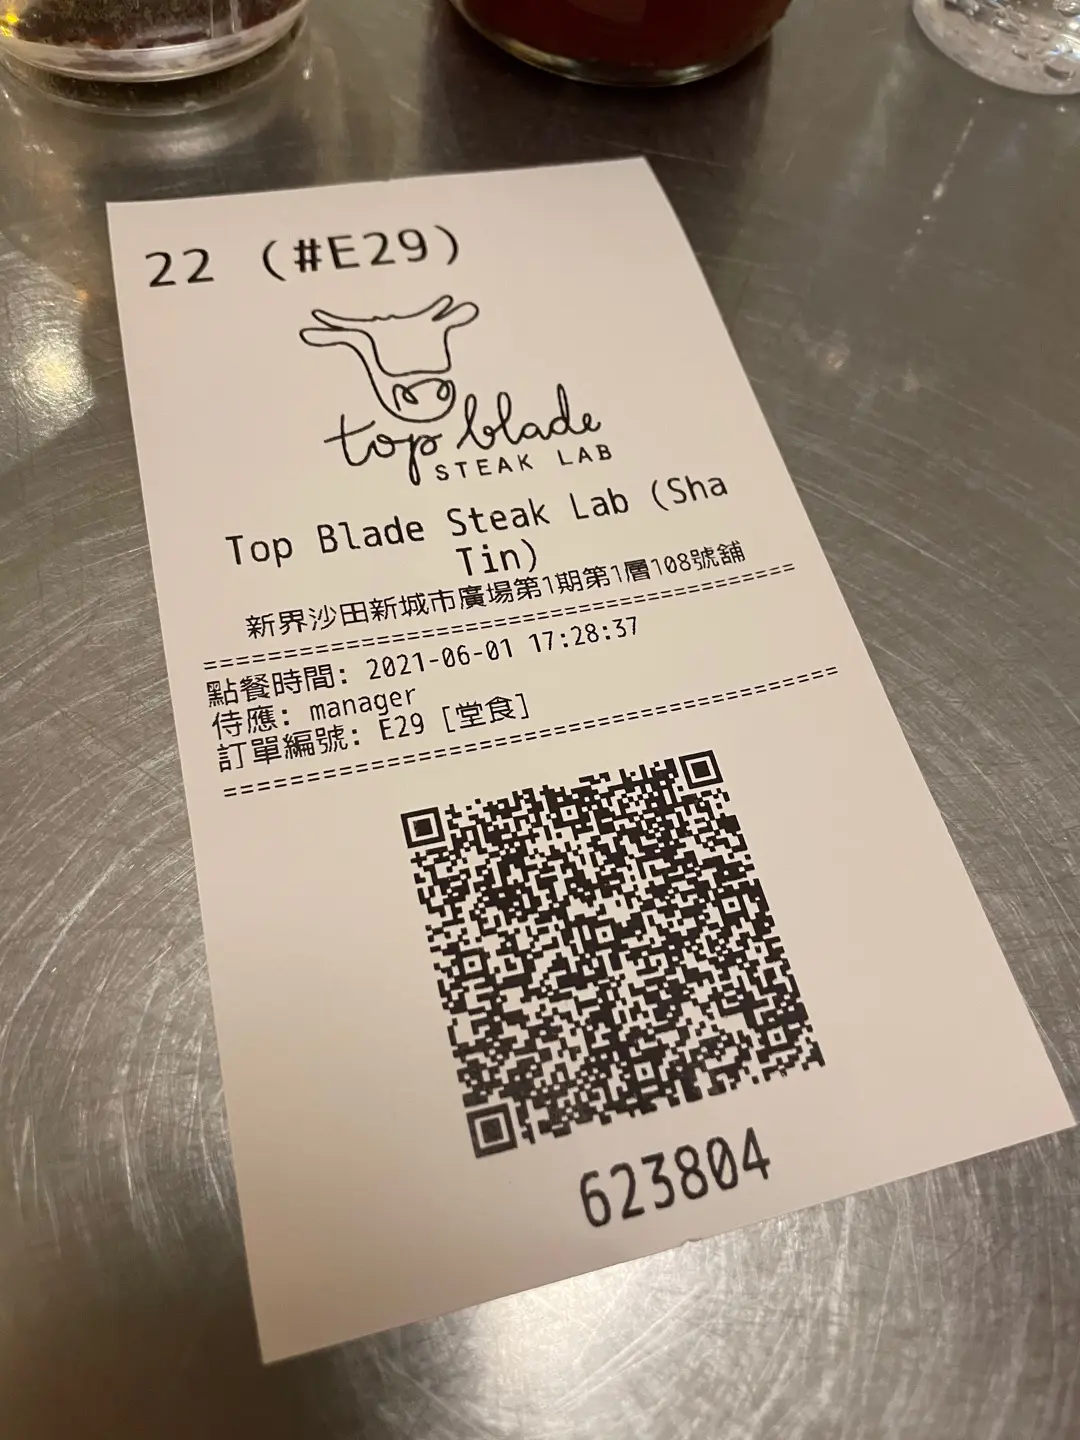 22 (#E29)
top blade
STEAK LAB
Top Blade Steak Lab (Sha
Tin)
新界沙田新城市廣場第1期第1層108號舖
========================================
點餐時間: 2021-06-01 17:28:37
侍應: manager
訂單編號: E29 [堂食]
========================================
623804